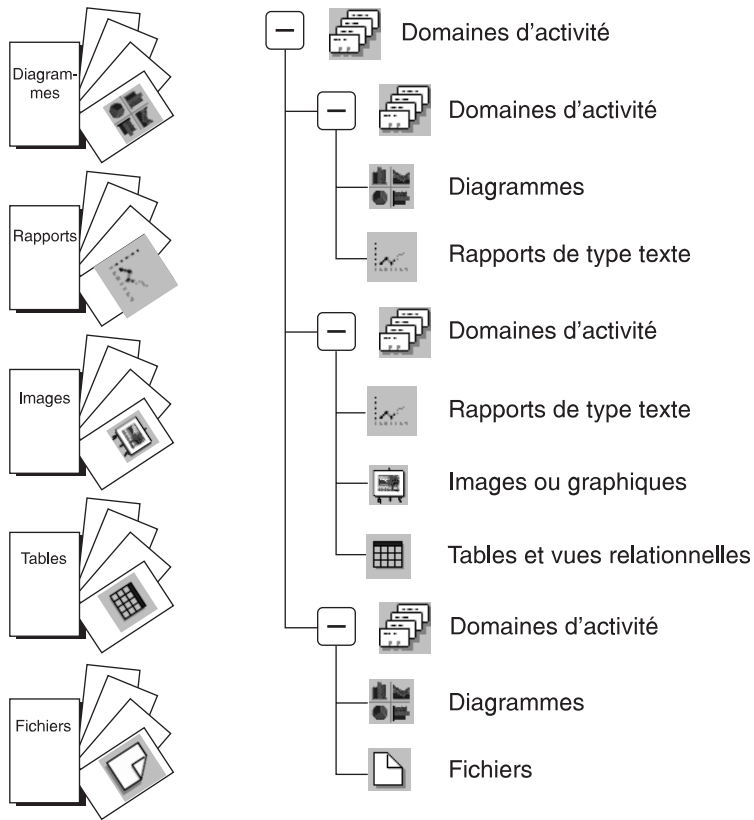 Diagram-
mes
Rapports
Images
Tables
Fichiers
Domaines d'activité
Domaines d'activité
Diagrammes
Rapports de type texte
Domaines d'activité
Rapports de type texte
Images ou graphiques
Tables et vues relationnelles
Domaines d'activité
Diagrammes
Fichiers